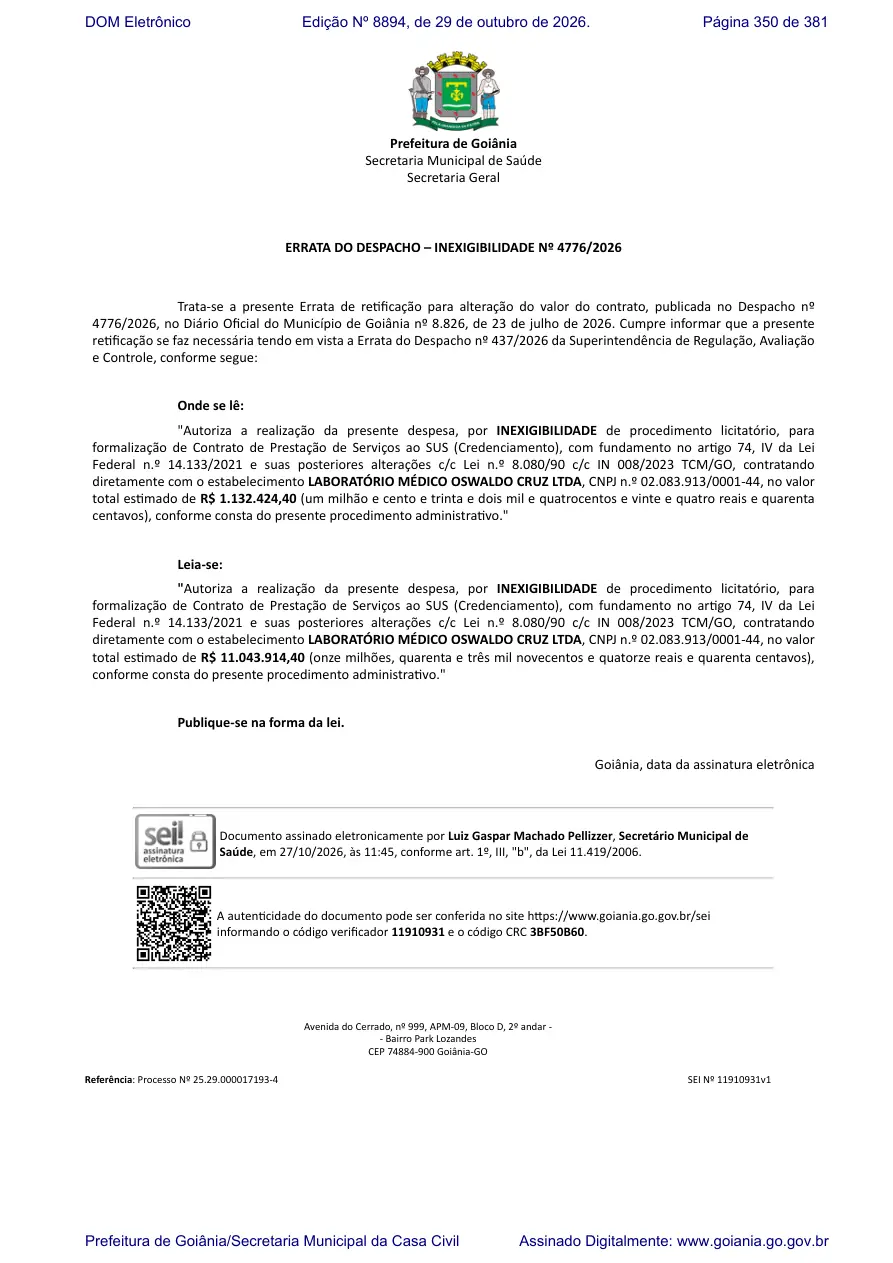 DOM Eletrônico Edição Nº 8894, de 29 de outubro de 2026. Página 350 de 381
Prefeitura de Goiânia
Secretaria Municipal de Saúde
Secretaria Geral
ERRATA DO DESPACHO – INEXIGIBILIDADE Nº 4776/2026
Trata-se a presente Errata de retificação para alteração do valor do contrato, publicada no Despacho nº
4776/2026, no Diário Oficial do Município de Goiânia nº 8.826, de 23 de julho de 2026. Cumpre informar que a presente
retificação se faz necessária tendo em vista a Errata do Despacho nº 437/2026 da Superintendência de Regulação, Avaliação
e Controle, conforme segue:
Onde se lê:
"Autoriza a realização da presente despesa, por INEXIGIBILIDADE de procedimento licitatório, para
formalização de Contrato de Prestação de Serviços ao SUS (Credenciamento), com fundamento no artigo 74, IV da Lei
Federal n.º 14.133/2021 e suas posteriores alterações c/c Lei n.º 8.080/90 c/c IN 008/2023 TCM/GO, contratando
diretamente com o estabelecimento LABORATÓRIO MÉDICO OSWALDO CRUZ LTDA, CNPJ n.º 02.083.913/0001-44, no valor
total estimado de R$ 1.132.424,40 (um milhão e cento e trinta e dois mil e quatrocentos e vinte e quatro reais e quarenta
centavos), conforme consta do presente procedimento administrativo."
Leia-se:
"Autoriza a realização da presente despesa, por INEXIGIBILIDADE de procedimento licitatório, para
formalização de Contrato de Prestação de Serviços ao SUS (Credenciamento), com fundamento no artigo 74, IV da Lei
Federal n.º 14.133/2021 e suas posteriores alterações c/c Lei n.º 8.080/90 c/c IN 008/2023 TCM/GO, contratando
diretamente com o estabelecimento LABORATÓRIO MÉDICO OSWALDO CRUZ LTDA, CNPJ n.º 02.083.913/0001-44, no valor
total estimado de R$ 11.043.914,40 (onze milhões, quarenta e três mil novecentos e quatorze reais e quarenta centavos),
conforme consta do presente procedimento administrativo."
Publique-se na forma da lei.
Goiânia, data da assinatura eletrônica
sei!
assinatura
eletrônica
Documento assinado eletronicamente por Luiz Gaspar Machado Pellizzer, Secretário Municipal de
Saúde, em 27/10/2026, às 11:45, conforme art. 1º, III, "b", da Lei 11.419/2006.
A autenticidade do documento pode ser conferida no site https://www.goiania.go.gov.br/sei
informando o código verificador 11910931 e o código CRC 3BF50B60.
Avenida do Cerrado, nº 999, APM-09, Bloco D, 2º andar -
- Bairro Park Lozandes
CEP 74884-900 Goiânia-GO
Referência: Processo Nº 25.29.000017193-4 SEI Nº 11910931v1
Prefeitura de Goiânia/Secretaria Municipal da Casa Civil Assinado Digitalmente: www.goiania.go.gov.br